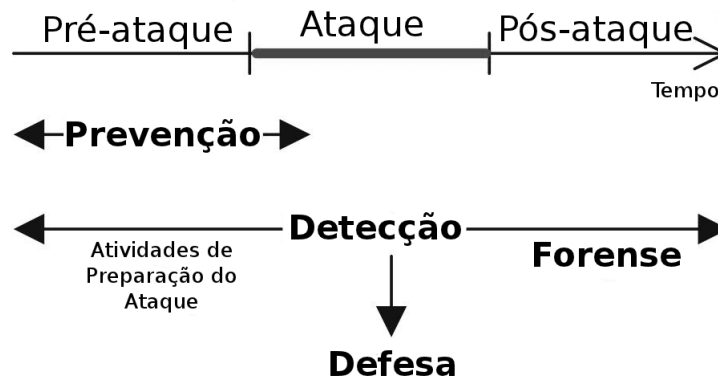 Pré-ataque Ataque Pós-ataque
Tempo
Prevenção
Detecção
Atividades de
Preparação do
Ataque
Forense
Defesa